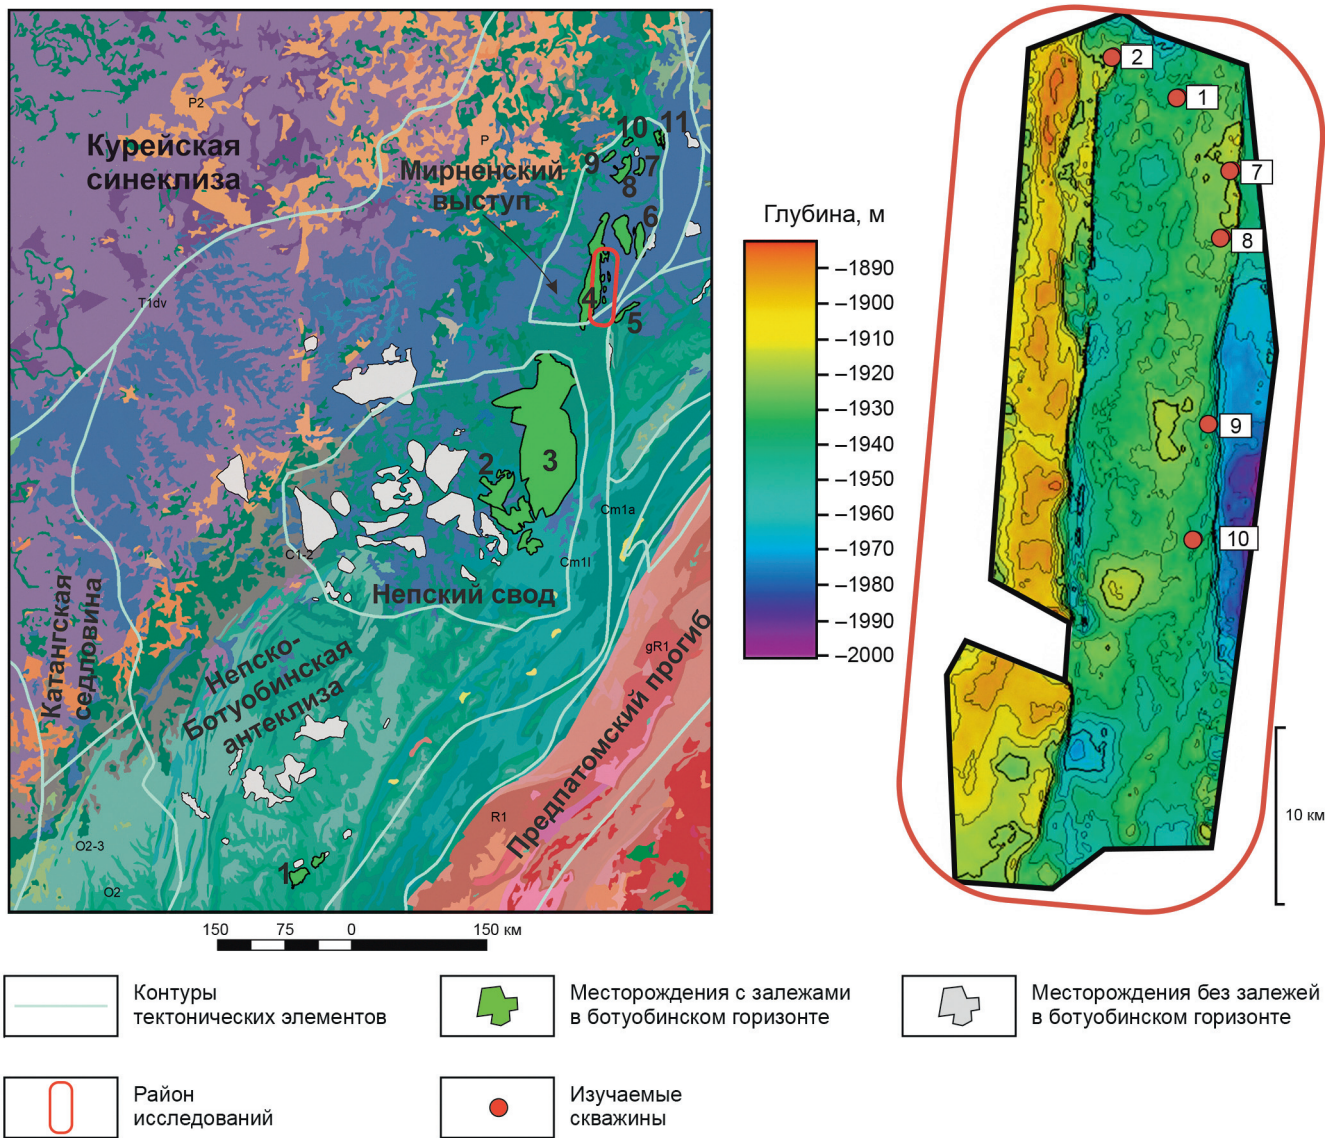 P2
Курейская
синеклиза
P
Мирненский
выступ
10
11
9
7
8
6
4
5
T1dv
3
2
Cm1a
C1-2
Cm1l
Непский свод
Катангская
седловина
Непско-
Ботуобинская
антеклиза
gR1
Предпатомский прогиб
R1
O2-3
O2
1
150
75
0
150 км
Глубина, м
–1890
–1900
–1910
–1920
–1930
–1940
–1950
–1960
–1970
–1980
–1990
–2000
2
1
7
8
9
10
10 км
Контуры
тектонических элементов
Месторождения с залежами
в ботуобинском горизонте
Месторождения без залежей
в ботуобинском горизонте
Район
исследований
Изучаемые
скважины